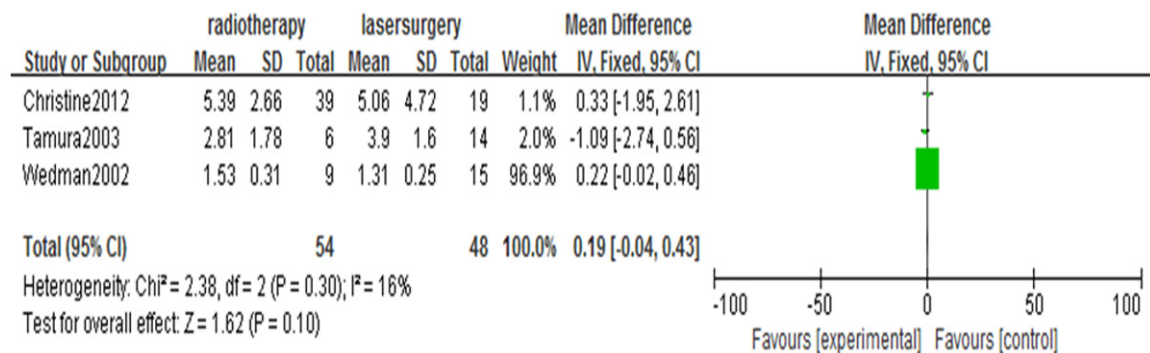 radiotherapy lasersurgery Mean Difference Mean Difference
Study or Subgroup Mean SD Total Mean SD Total Weight IV, Fixed, 95% CI IV, Fixed, 95% CI
Christine2012 5.39 2.66 39 5.06 4.72 19 1.1% 0.33 [-1.95, 2.61]
Tamura2003 2.81 1.78 6 3.9 1.6 14 2.0% -1.09 [-2.74, 0.56]
Wedman2002 1.53 0.31 9 1.31 0.25 15 96.9% 0.22 [-0.02, 0.46]
Total (95% CI) 54 48 100.0% 0.19 [-0.04, 0.43]
Heterogeneity: Chi² = 2.38, df = 2 (P = 0.30); I² = 16%
Test for overall effect: Z = 1.62 (P = 0.10)
-100 -50 0 50 100
Favours [experimental] Favours [control]